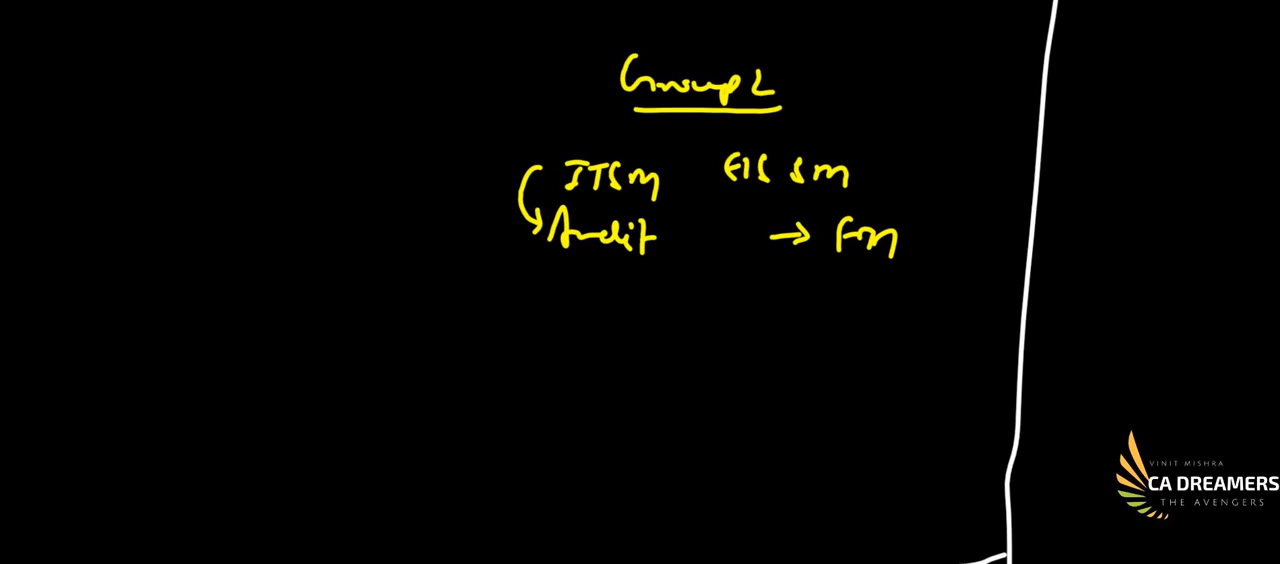 Group 2
ITSM EIS SM
Audit → FM
VINIT MISHRA
CA DREAMERS
THE AVENGERS